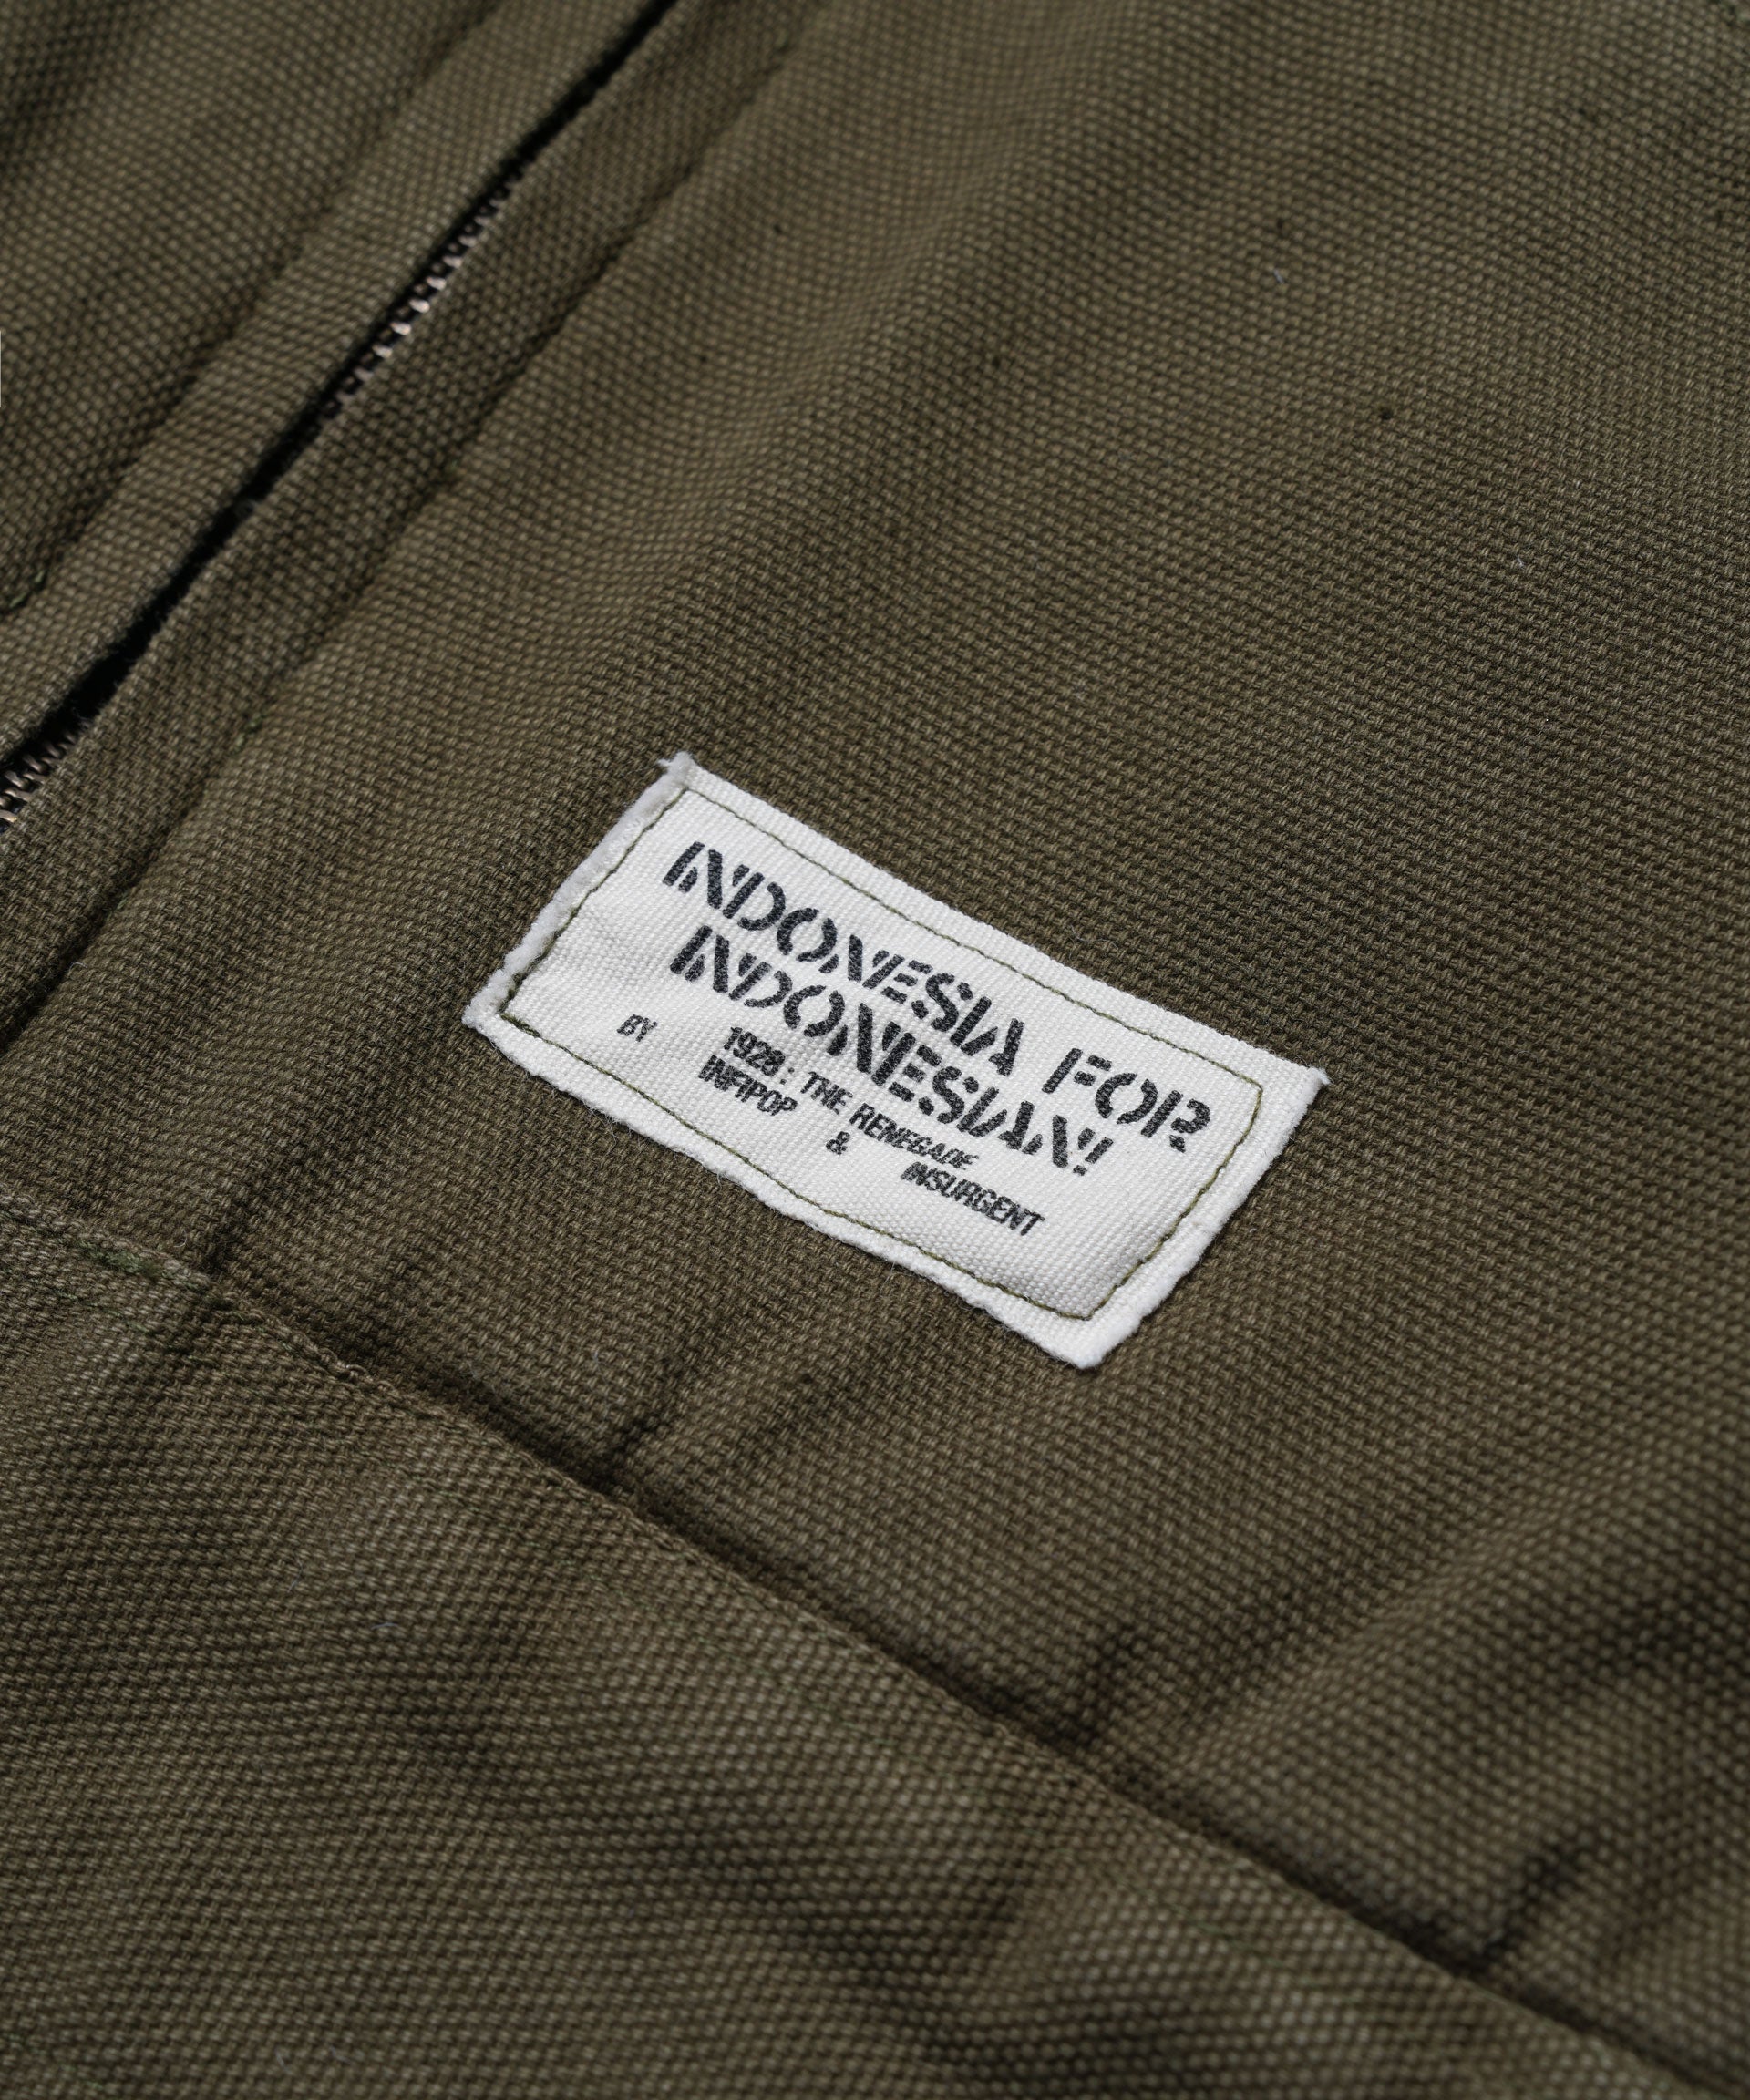 INDONESIA FOR
INDONESIAN!
1928 : THE RENEGADE
BY INFIPOP & INSURGENT